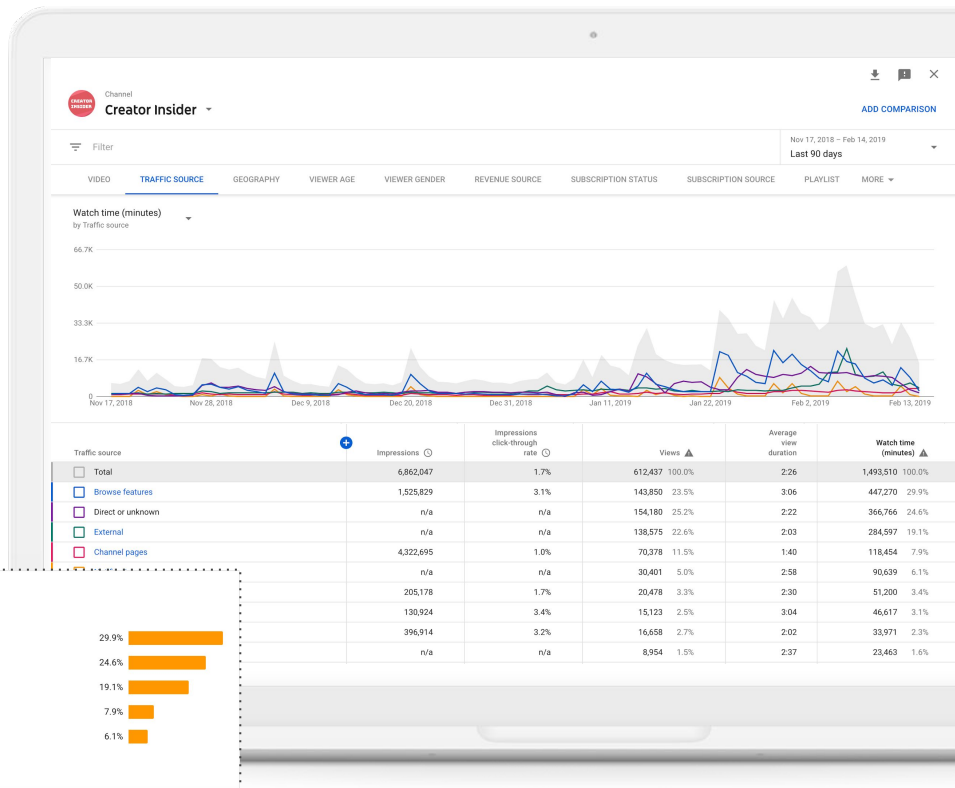 CREATOR
INSIDER
Channel
Creator Insider
ADD COMPARISON
Filter
Nov 17, 2018 – Feb 14, 2019
Last 90 days
VIDEO TRAFFIC SOURCE GEOGRAPHY VIEWER AGE VIEWER GENDER REVENUE SOURCE SUBSCRIPTION STATUS SUBSCRIPTION SOURCE PLAYLIST MORE
Watch time (minutes)
by Traffic source
66.7K
50.0K
33.3K
16.7K
0
Nov 17, 2018 Nov 28, 2018 Dec 9, 2018 Dec 20, 2018 Dec 31, 2018 Jan 11, 2019 Jan 22, 2019 Feb 2, 2019 Feb 13, 2019
Traffic source
Impressions
Impressions
click-through
rate
Views
Average
view
duration
Watch time
(minutes)
Total 6,862,047 1.7% 612,437 100.0% 2:26 1,493,510 100.0%
Browse features 1,525,829 3.1% 143,850 23.5% 3:06 447,270 29.9%
Direct or unknown n/a n/a 154,180 25.2% 2:22 366,766 24.6%
External n/a n/a 138,575 22.6% 2:03 284,597 19.1%
Channel pages 4,322,695 1.0% 70,378 11.5% 1:40 118,454 7.9%
n/a n/a 30,401 5.0% 2:58 90,639 6.1%
205,178 1.7% 20,478 3.3% 2:30 51,200 3.4%
130,924 3.4% 15,123 2.5% 3:04 46,617 3.1%
396,914 3.2% 16,658 2.7% 2:02 33,971 2.3%
n/a n/a 8,954 1.5% 2:37 23,463 1.6%
29.9%
24.6%
19.1%
7.9%
6.1%